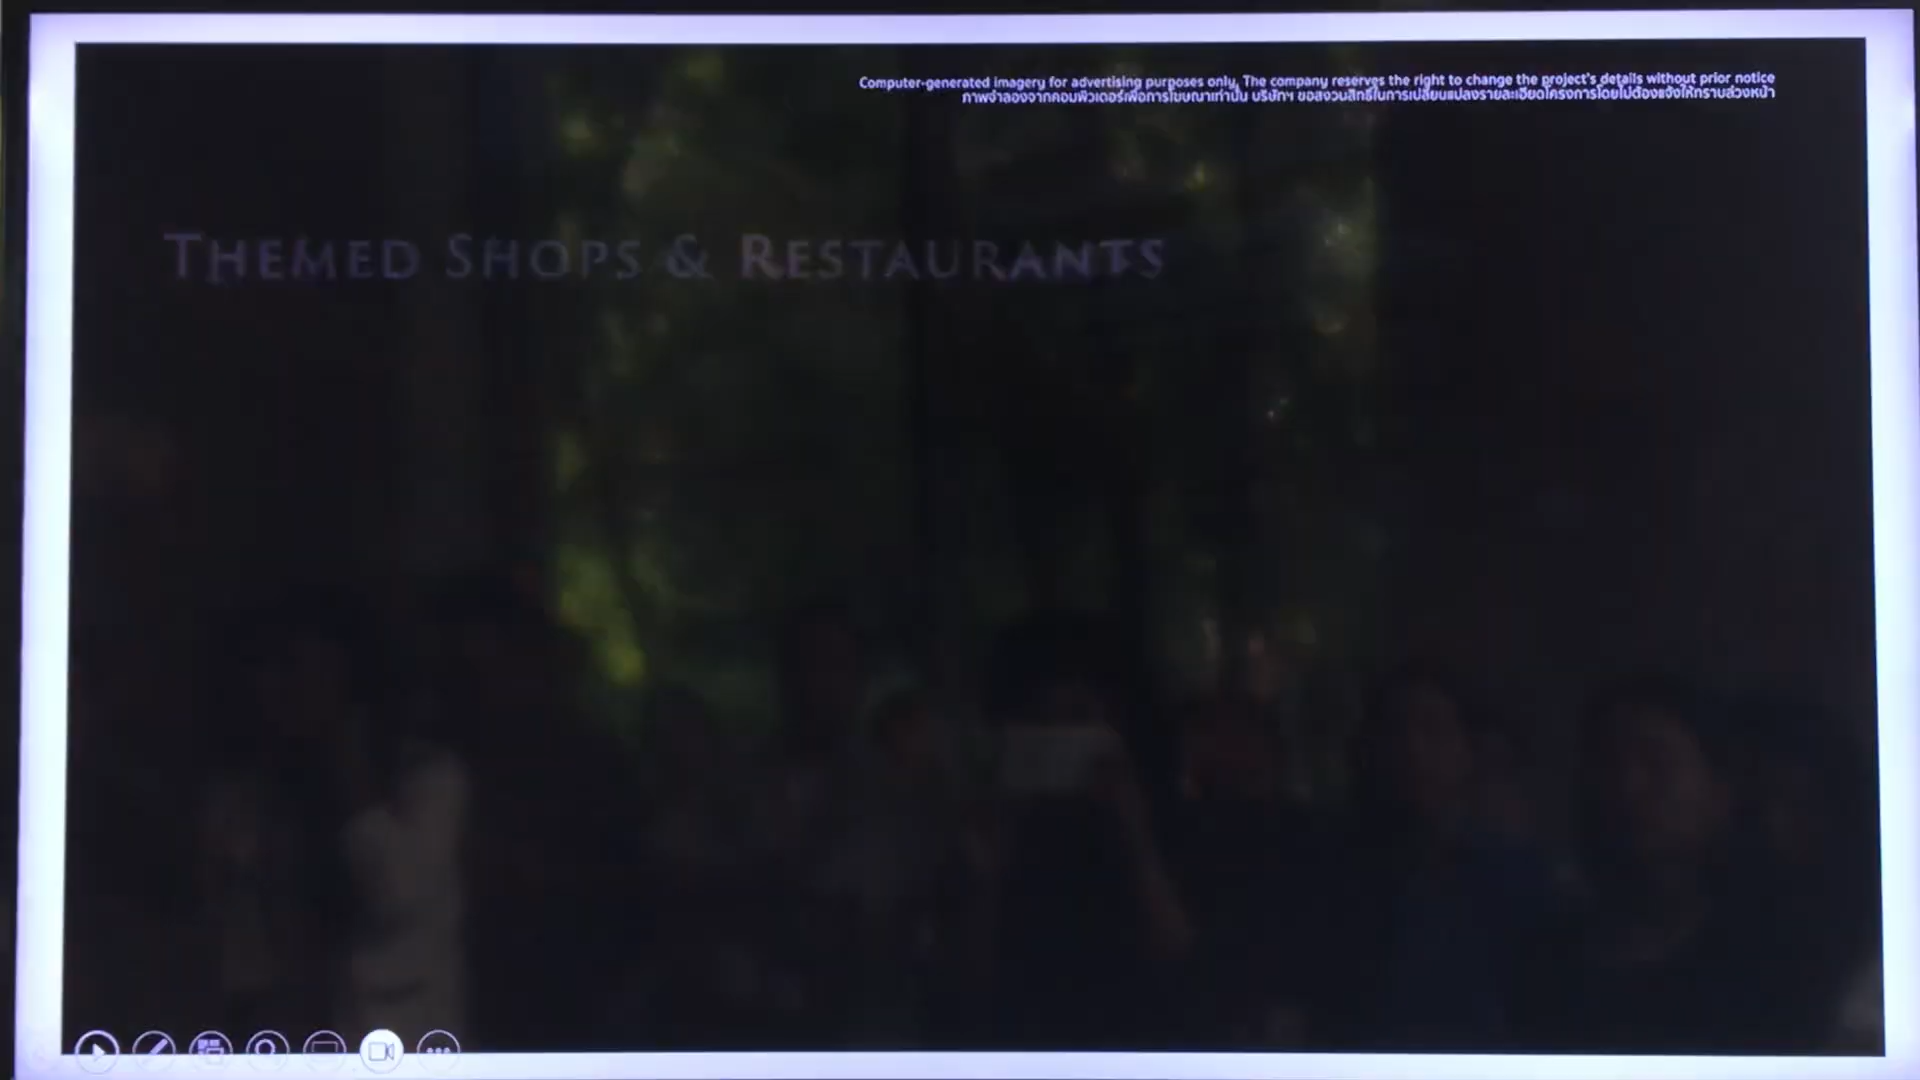 Computer-generated imagery for advertising purposes only, The company reserves the right to change the project's details without prior notice
ภาพจำลองจากคอมพิวเตอร์เพื่อการโฆษณาเท่านั้น บริษัทฯ ขอสงวนสิทธิ์ในการเปลี่ยนแปลงรายละเอียดโครงการโดยไม่ต้องแจ้งให้ทราบล่วงหน้า
THEMED SHOPS & RESTAURANTS